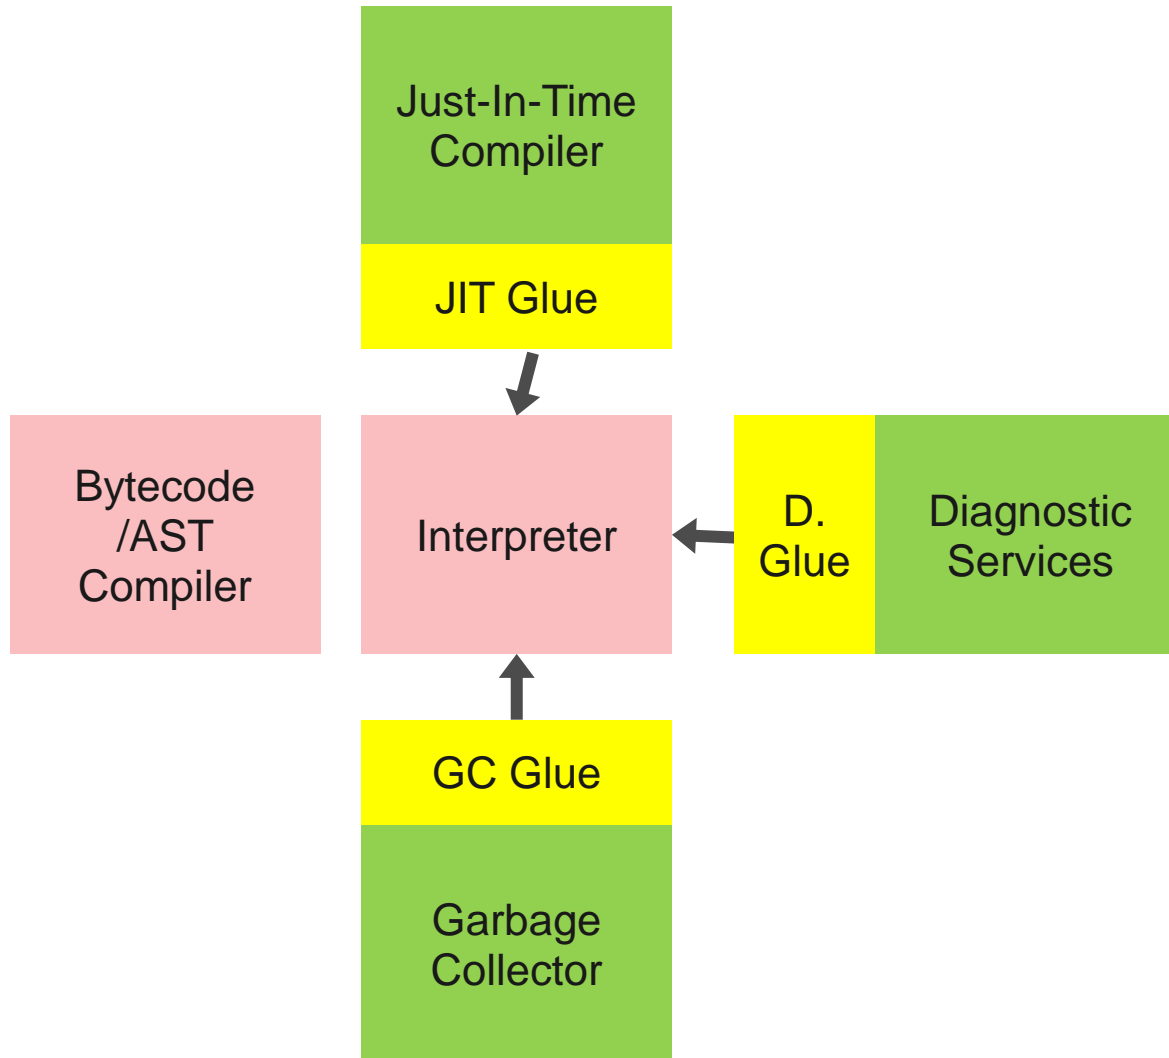 Just-In-Time
Compiler
JIT Glue
Bytecode
/AST
Compiler
Interpreter
D.
Glue
Diagnostic
Services
GC Glue
Garbage
Collector